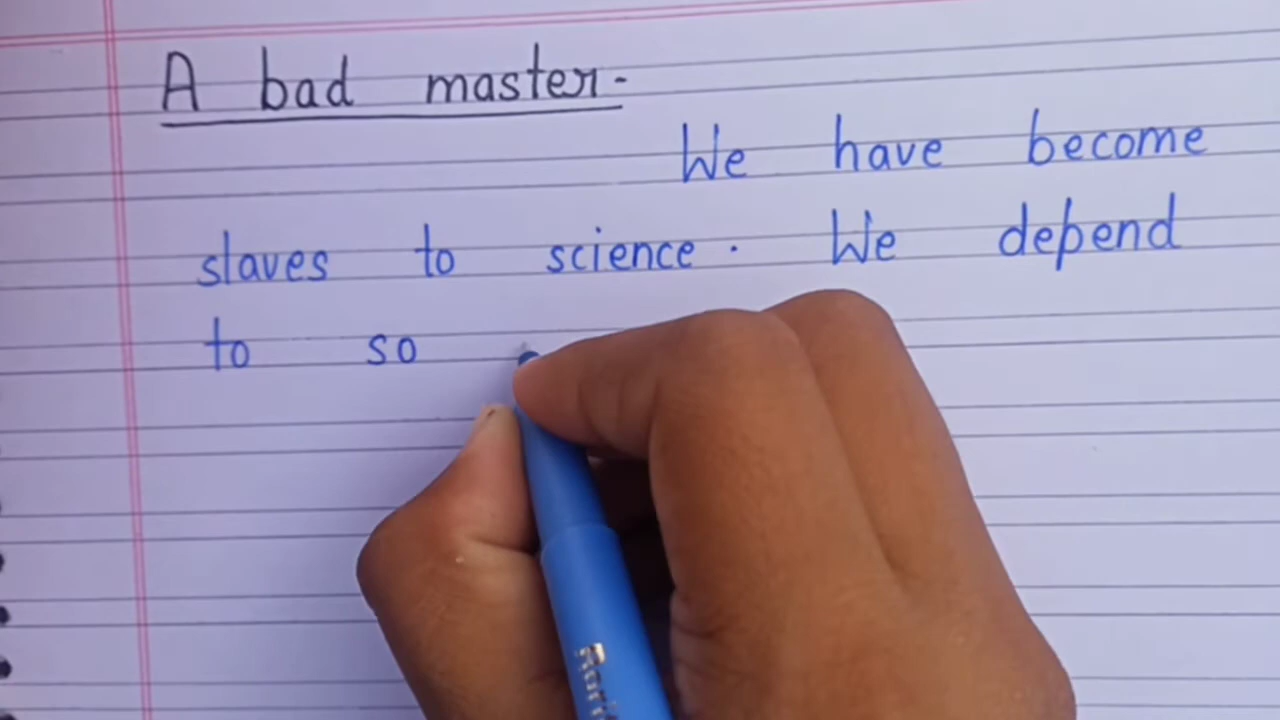 A bad master-
We have become
slaves to science. We depend
to so